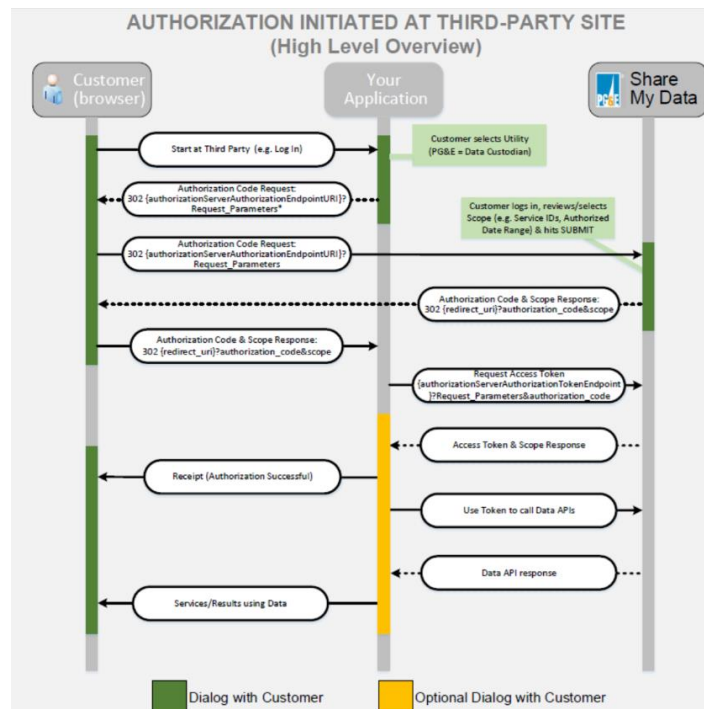 AUTHORIZATION INITIATED AT THIRD-PARTY SITE
(High Level Overview)
Customer
(browser)
Your
Application
PG&E
Share
My Data
Start at Third Party (e.g. Log In)
Customer selects Utility
(PG&E = Data Custodian)
Authorization Code Request:
302 {authorizationServerAuthorizationEndpointURI}?
Request_Parameters*
Customer logs in, reviews/selects
Scope (e.g. Service IDs, Authorized
Date Range) & hits SUBMIT
Authorization Code Request:
302 {authorizationServerAuthorizationEndpointURI}?
Request_Parameters
Authorization Code & Scope Response:
302 {redirect_uri}?authorization_code&scope
Authorization Code & Scope Response:
302 {redirect_uri}?authorization_code&scope
Request Access Token
{authorizationServerAuthorizationTokenEndpoint
}?Request_Parameters&authorization_code
Access Token & Scope Response
Receipt (Authorization Successful)
Use Token to call Data APIs
Data API response
Services/Results using Data
Dialog with Customer
Optional Dialog with Customer